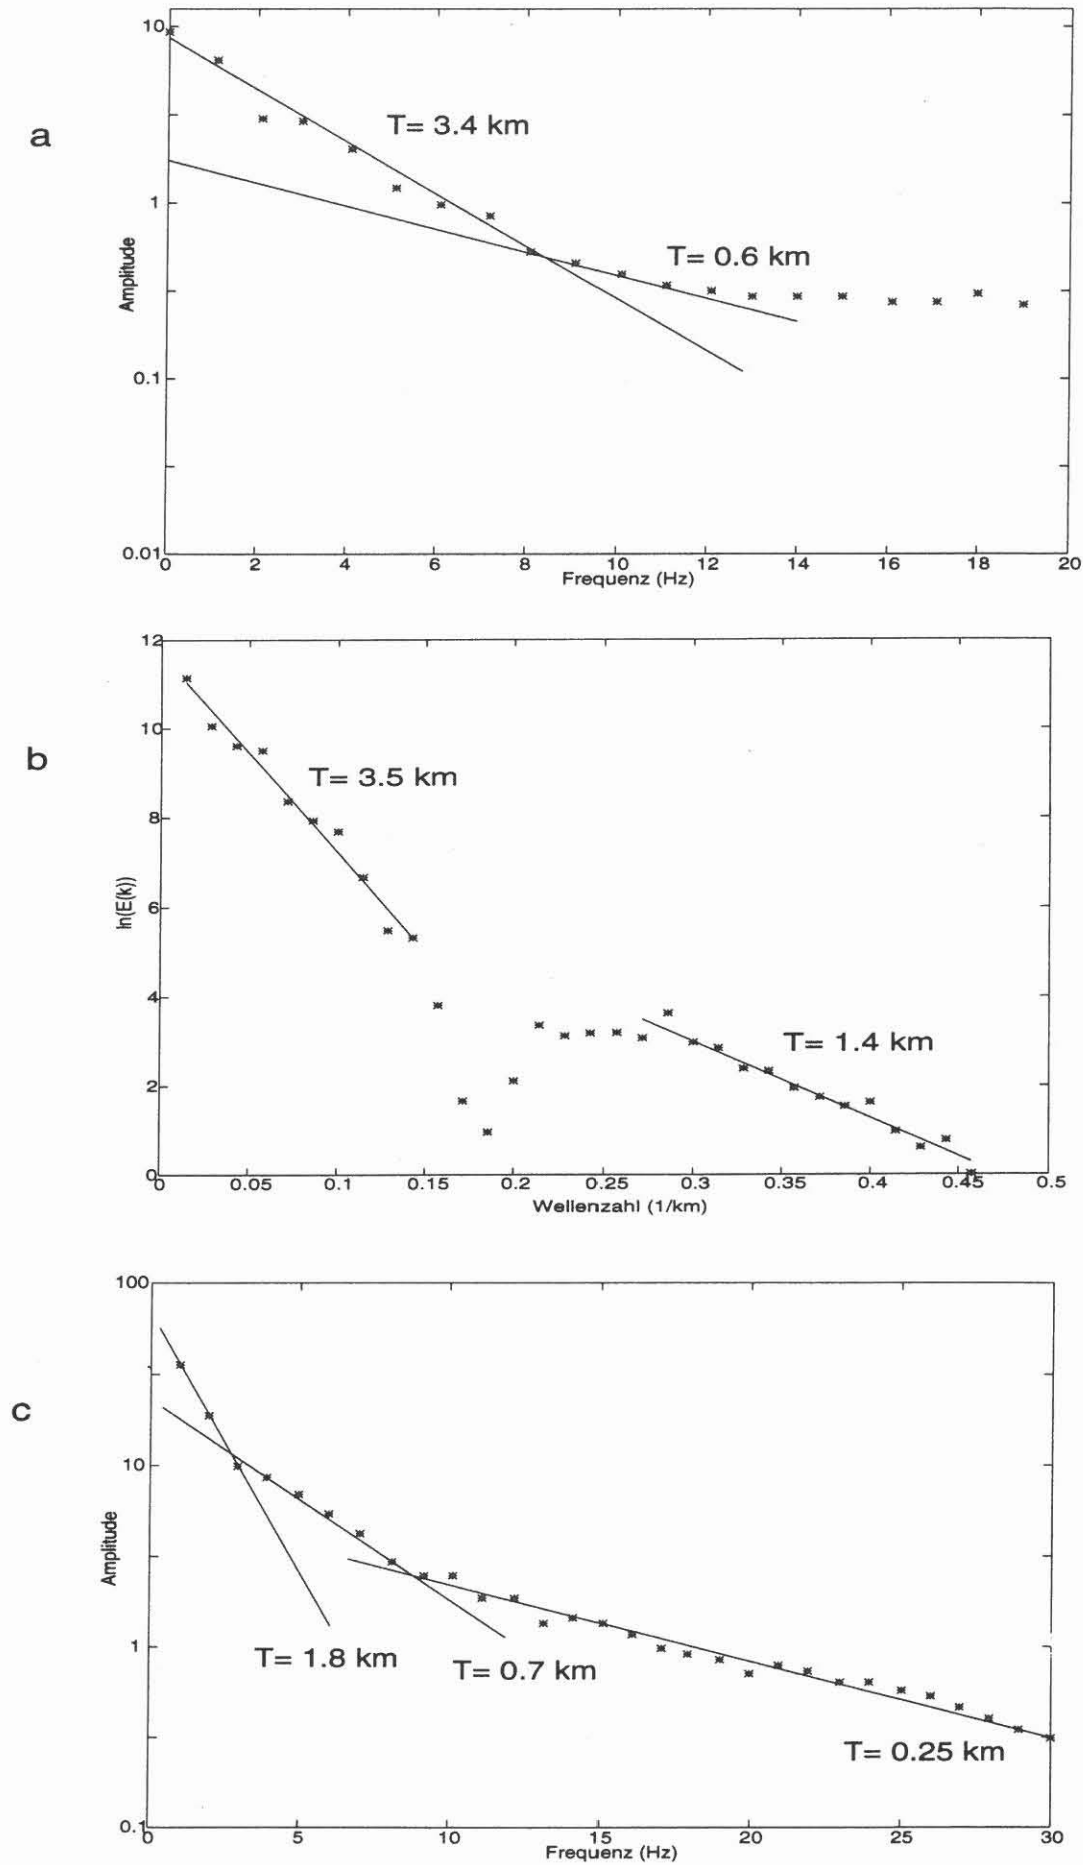 a
10
1
0.1
0.01
Amplitude
T= 3.4 km
T= 0.6 km
0 2 4 6 8 10 12 14 16 18 20
Frequenz (Hz)
b
12
10
8
6
4
2
0
ln(E(k))
T= 3.5 km
T= 1.4 km
0 0.05 0.1 0.15 0.2 0.25 0.3 0.35 0.4 0.45 0.5
Wellenzahl (1/km)
c
100
10
1
0.1
Amplitude
T= 1.8 km
T= 0.7 km
T= 0.25 km
0 5 10 15 20 25 30
Frequenz (Hz)